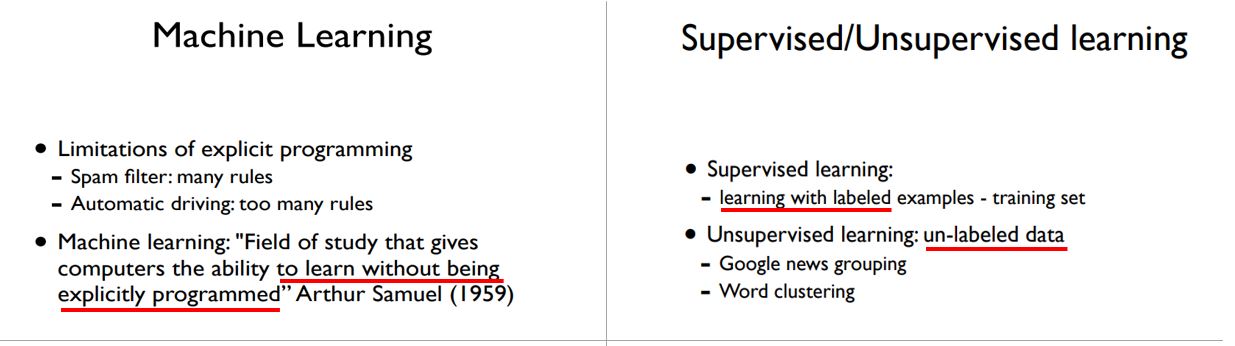 Machine Learning
• Limitations of explicit programming
- Spam filter: many rules
- Automatic driving: too many rules
• Machine learning: "Field of study that gives
computers the ability to learn without being
explicitly programmed” Arthur Samuel (1959)
Supervised/Unsupervised learning
• Supervised learning:
- learning with labeled examples - training set
• Unsupervised learning: un-labeled data
- Google news grouping
- Word clustering